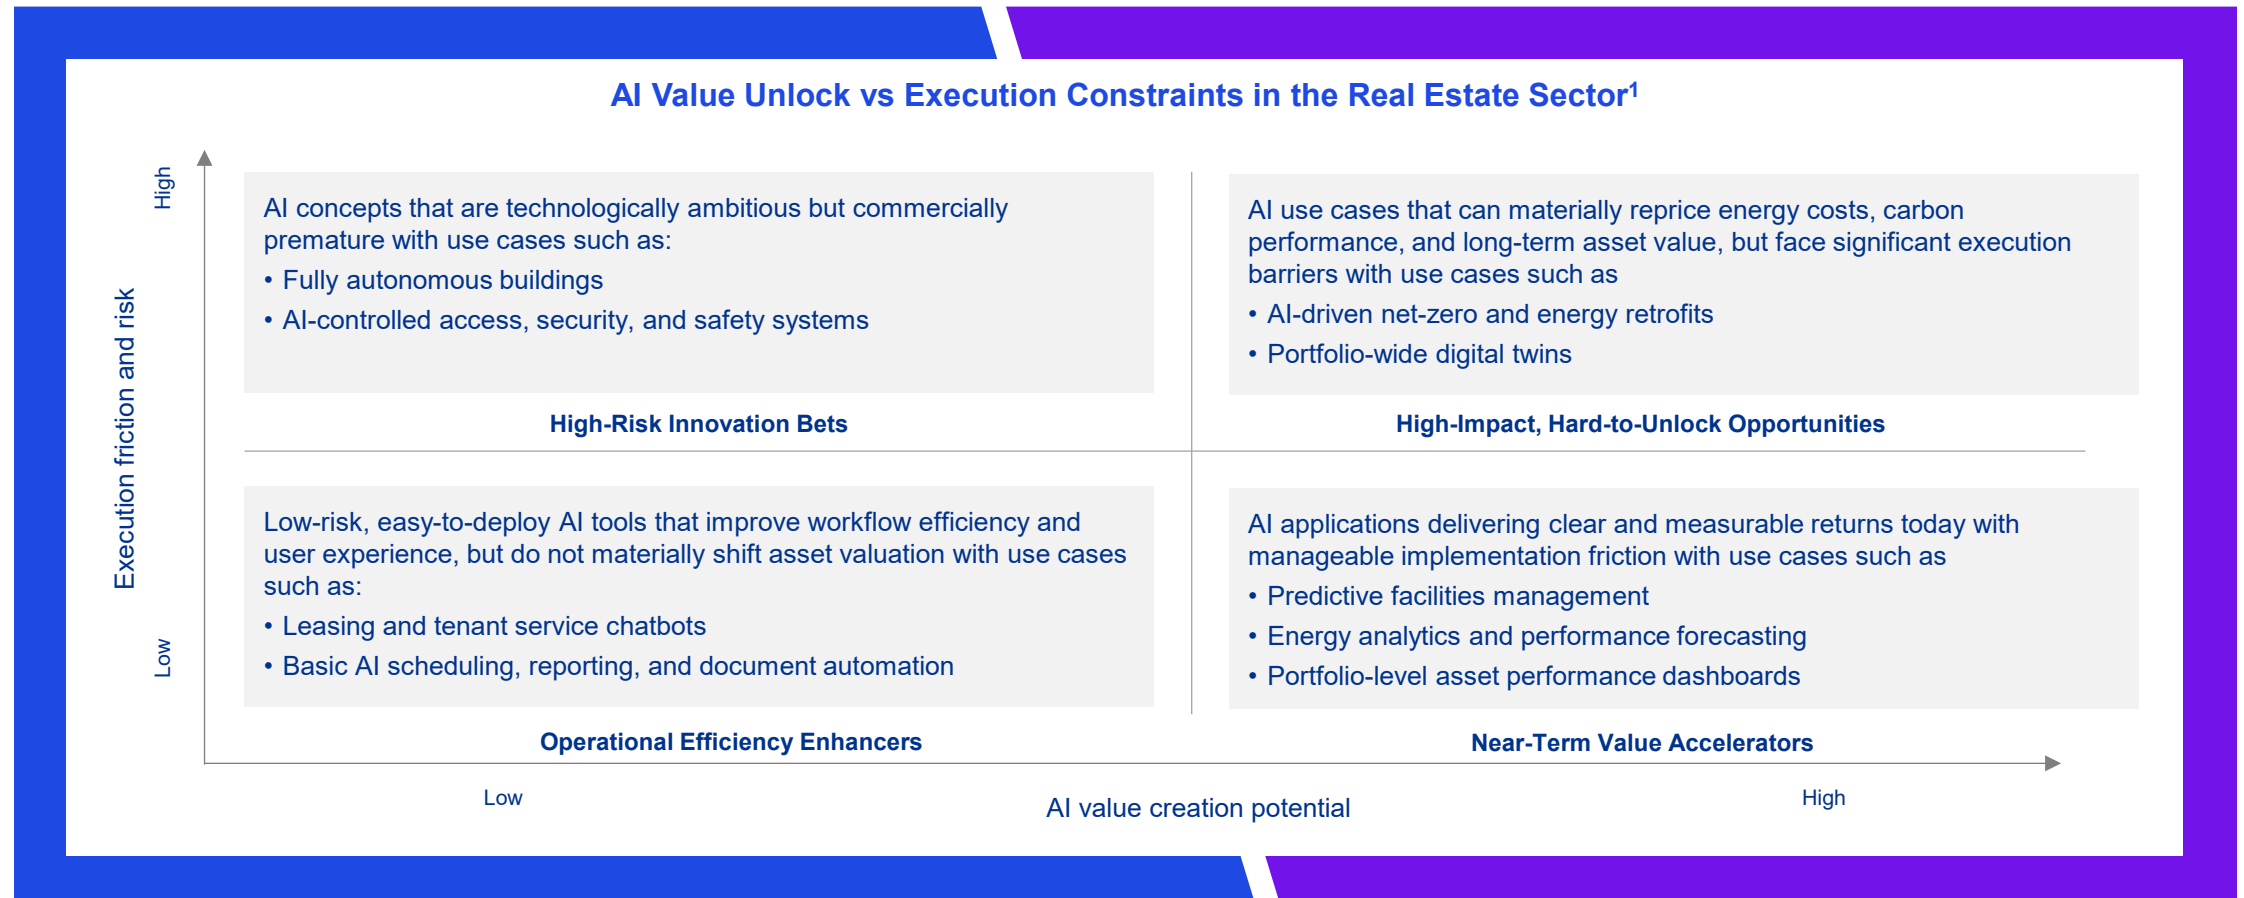 AI Value Unlock vs Execution Constraints in the Real Estate Sector¹
High
Execution friction and risk
Low
AI concepts that are technologically ambitious but commercially
premature with use cases such as:
• Fully autonomous buildings
• AI-controlled access, security, and safety systems
High-Risk Innovation Bets
AI use cases that can materially reprice energy costs, carbon
performance, and long-term asset value, but face significant execution
barriers with use cases such as
• AI-driven net-zero and energy retrofits
• Portfolio-wide digital twins
High-Impact, Hard-to-Unlock Opportunities
Low-risk, easy-to-deploy AI tools that improve workflow efficiency and
user experience, but do not materially shift asset valuation with use cases
such as:
• Leasing and tenant service chatbots
• Basic AI scheduling, reporting, and document automation
Operational Efficiency Enhancers
AI applications delivering clear and measurable returns today with
manageable implementation friction with use cases such as
• Predictive facilities management
• Energy analytics and performance forecasting
• Portfolio-level asset performance dashboards
Near-Term Value Accelerators
Low
AI value creation potential
High